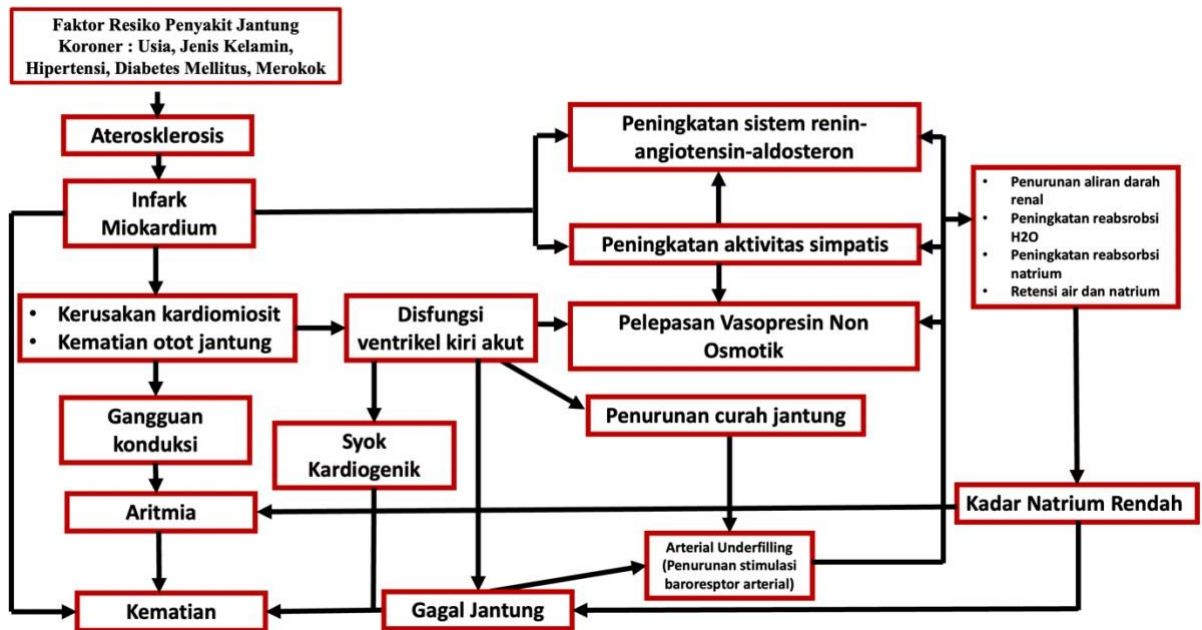 Faktor Resiko Penyakit Jantung
Koroner : Usia, Jenis Kelamin,
Hipertensi, Diabetes Mellitus, Merokok
Aterosklerosis
Infark
Miokardium
• Kerusakan kardiomiosit
• Kematian otot jantung
Gangguan
konduksi
Aritmia
Kematian
Disfungsi
ventrikel kiri akut
Syok
Kardiogenik
Gagal Jantung
Peningkatan sistem renin-
angiotensin-aldosteron
Peningkatan aktivitas simpatis
Pelepasan Vasopresin Non
Osmotik
Penurunan curah jantung
Arterial Underfilling
(Penurunan stimulasi
baroresptor arterial)
• Penurunan aliran darah
renal
• Peningkatan reabsrobsi
H2O
• Peningkatan reabsorbsi
natrium
• Retensi air dan natrium
Kadar Natrium Rendah